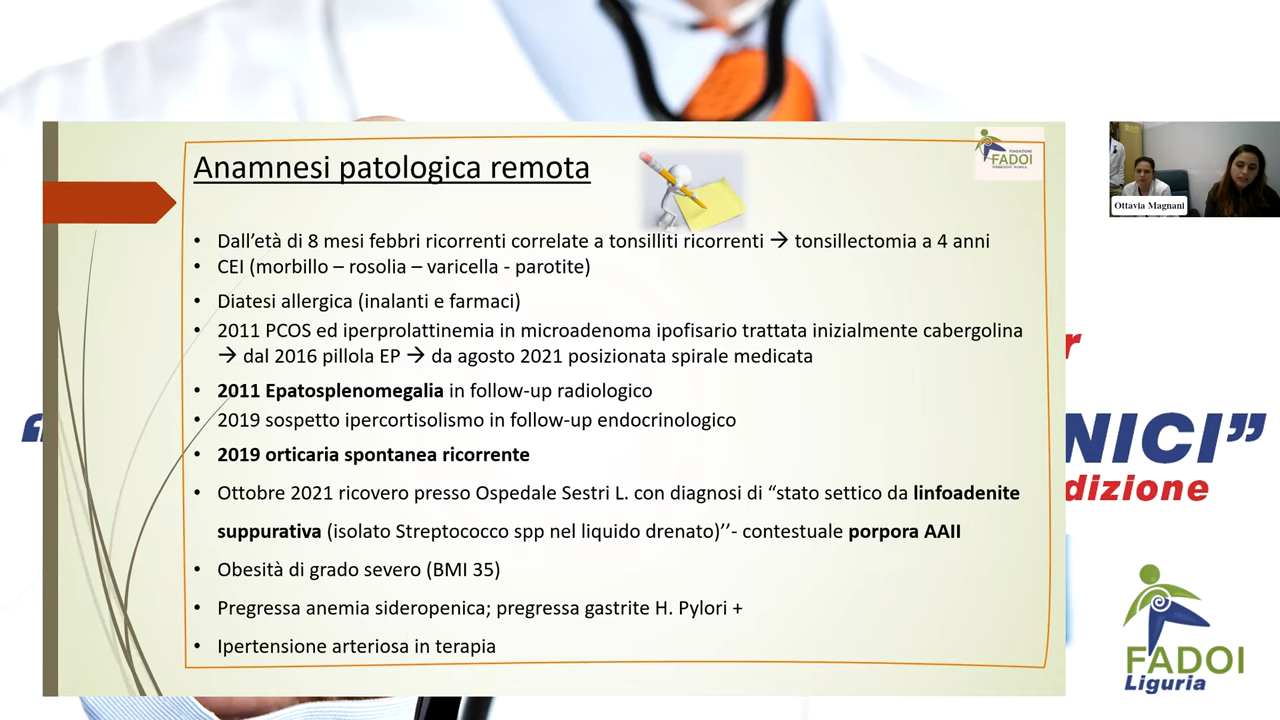 Anamnesi patologica remota
FONDAZIONE
FADOI
• Dall'età di 8 mesi febbri ricorrenti correlate a tonsilliti ricorrenti → tonsillectomia a 4 anni
• CEI (morbillo – rosolia – varicella - parotite)
• Diatesi allergica (inalanti e farmaci)
• 2011 PCOS ed iperprolattinemia in microadenoma ipofisario trattata inizialmente cabergolina
→ dal 2016 pillola EP → da agosto 2021 posizionata spirale medicata
• 2011 Epatosplenomegalia in follow-up radiologico
• 2019 sospetto ipercortisolismo in follow-up endocrinologico
• 2019 orticaria spontanea ricorrente
• Ottobre 2021 ricovero presso Ospedale Sestri L. con diagnosi di “stato settico da linfoadenite
suppurativa (isolato Streptococco spp nel liquido drenato)’’- contestuale porpora AAII
• Obesità di grado severo (BMI 35)
• Pregressa anemia sideropenica; pregressa gastrite H. Pylori +
• Ipertensione arteriosa in terapia
Ottavia Magnani
r
“
NICI”
dizione
FADOI
Liguria